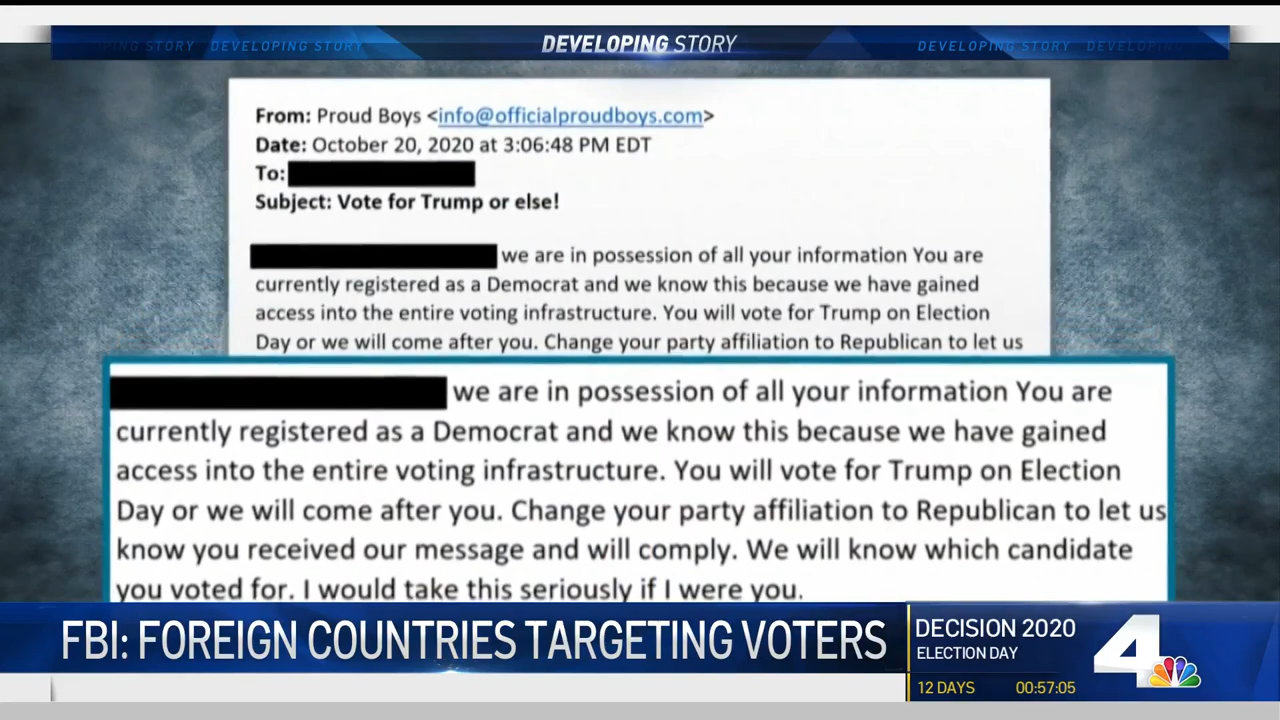 PING STORY DEVELOPING STORY
DEVELOPING STORY
DEVELOPING STORY DEVELOPING
From: Proud Boys <info@officialproudboys.com>
Date: October 20, 2020 at 3:06:48 PM EDT
To:
Subject: Vote for Trump or else!
we are in possession of all your information You are
currently registered as a Democrat and we know this because we have gained
access into the entire voting infrastructure. You will vote for Trump on Election
Day or we will come after you. Change your party affiliation to Republican to let us
we are in possession of all your information You are
currently registered as a Democrat and we know this because we have gained
access into the entire voting infrastructure. You will vote for Trump on Election
Day or we will come after you. Change your party affiliation to Republican to let us
know you received our message and will comply. We will know which candidate
you voted for. I would take this seriously if I were you.
FBI: FOREIGN COUNTRIES TARGETING VOTERS
DECISION 2020
ELECTION DAY
12 DAYS 00:57:05
4